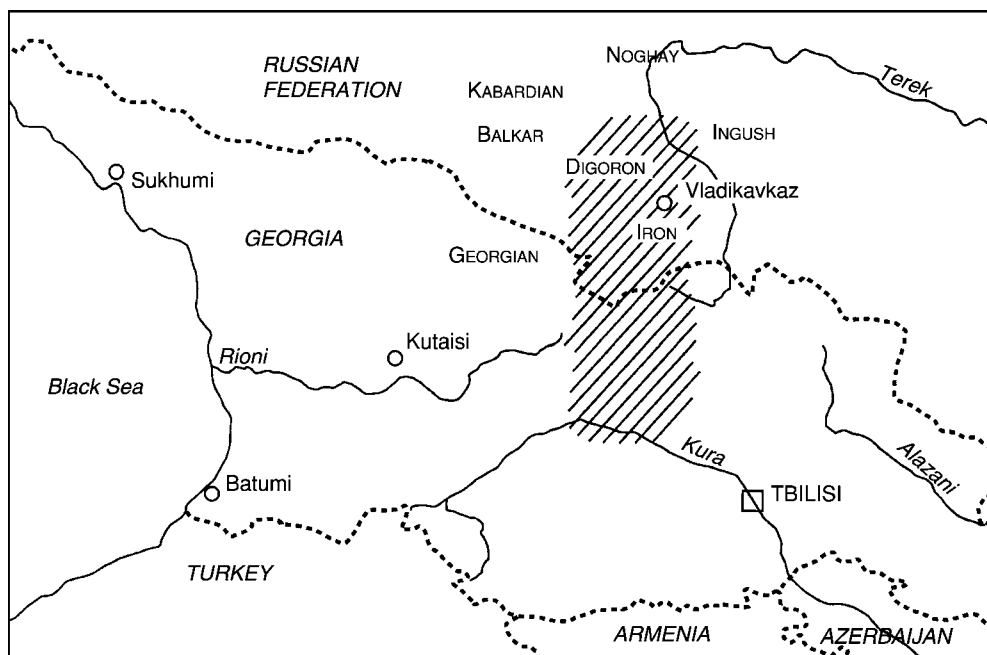 NOGHAY
RUSSIAN
FEDERATION
KABARDIAN
Terek
BALKAR
INGUSH
DIGORON
Sukhumi
Vladikavkaz
IRON
GEORGIA
GEORGIAN
Kutaisi
Rioni
Black Sea
Kura
Alazani
Batumi
TBILISI
TURKEY
ARMENIA
AZERBAIJAN